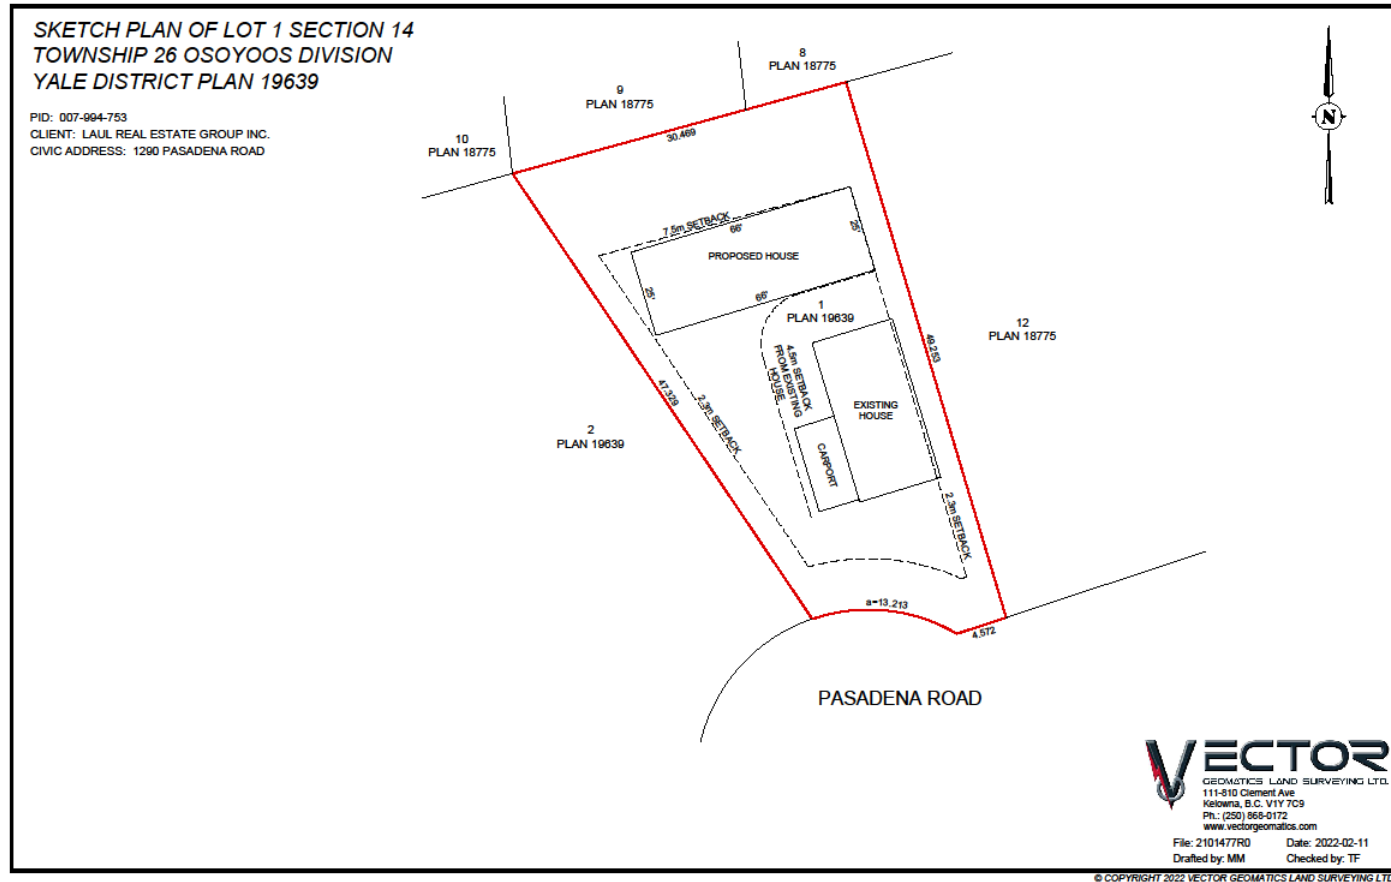 SKETCH PLAN OF LOT 1 SECTION 14
TOWNSHIP 26 OSOYOOS DIVISION
YALE DISTRICT PLAN 19639
PID: 007-994-753
CLIENT: LAUL REAL ESTATE GROUP INC.
CIVIC ADDRESS: 1290 PASADENA ROAD
8
PLAN 18775
9
PLAN 18775
10
PLAN 18775
30.469
N
7.5m SETBACK
66'
25'
PROPOSED HOUSE
25'
66'
1
PLAN 19639
12
PLAN 18775
49.253
4.5m SETBACK
FROM EXISTING
HOUSE
47.329
2.3m SETBACK
EXISTING
HOUSE
2
PLAN 19639
CARPORT
2.3m SETBACK
a=13.213
4.572
PASADENA ROAD
VECTOR
GEOMATICS LAND SURVEYING LTD.
111-810 Clement Ave
Kelowna, B.C. V1Y 7C9
Ph.: (250) 868-0172
www.vectorgeomatics.com
File: 2101477R0 Date: 2022-02-11
Drafted by: MM Checked by: TF
© COPYRIGHT 2022 VECTOR GEOMATICS LAND SURVEYING LTD